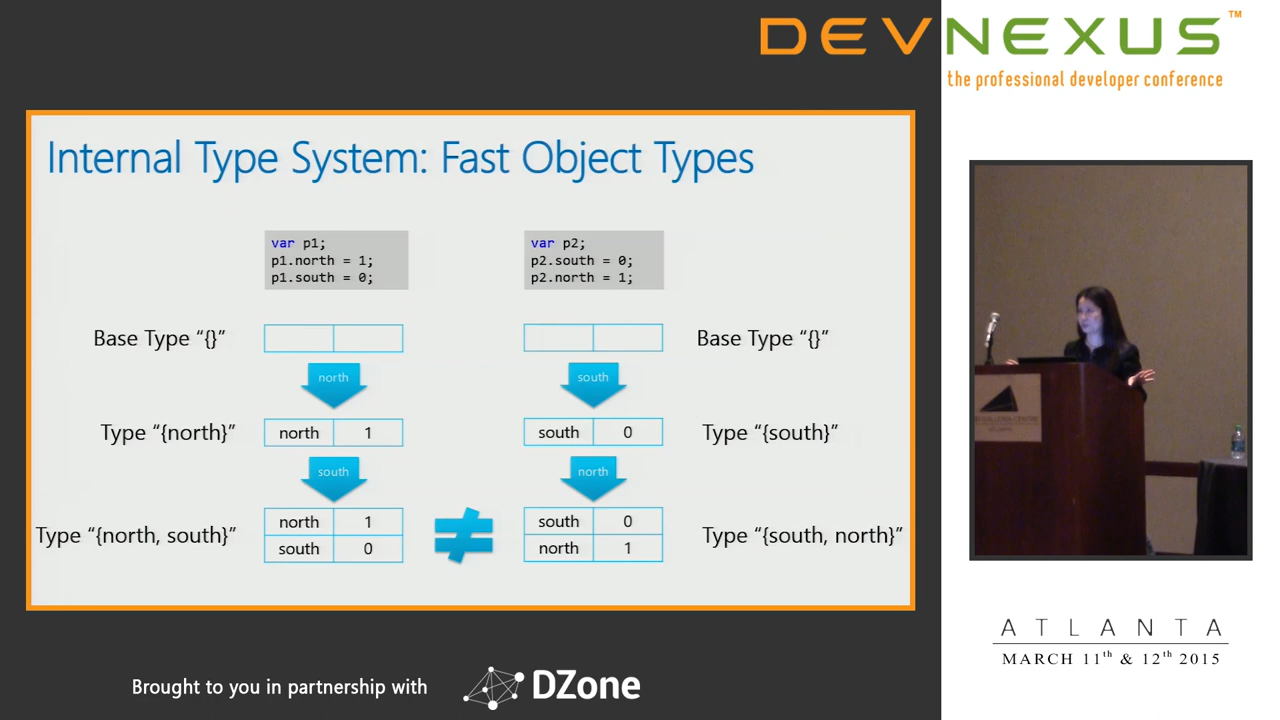 DEVNEXUS™
the professional developer conference
Internal Type System: Fast Object Types
var p1;
p1.north = 1;
p1.south = 0;
var p2;
p2.south = 0;
p2.north = 1;
Base Type “{}”
Base Type “{}”
north
south
Type “{north}”
north 1
south 0
Type “{south}”
south
north
Type “{north, south}”
north 1
south 0
≠
south 0
north 1
Type “{south, north}”
ATLANTA
MARCH 11th & 12th 2015
Brought to you in partnership with
DZone